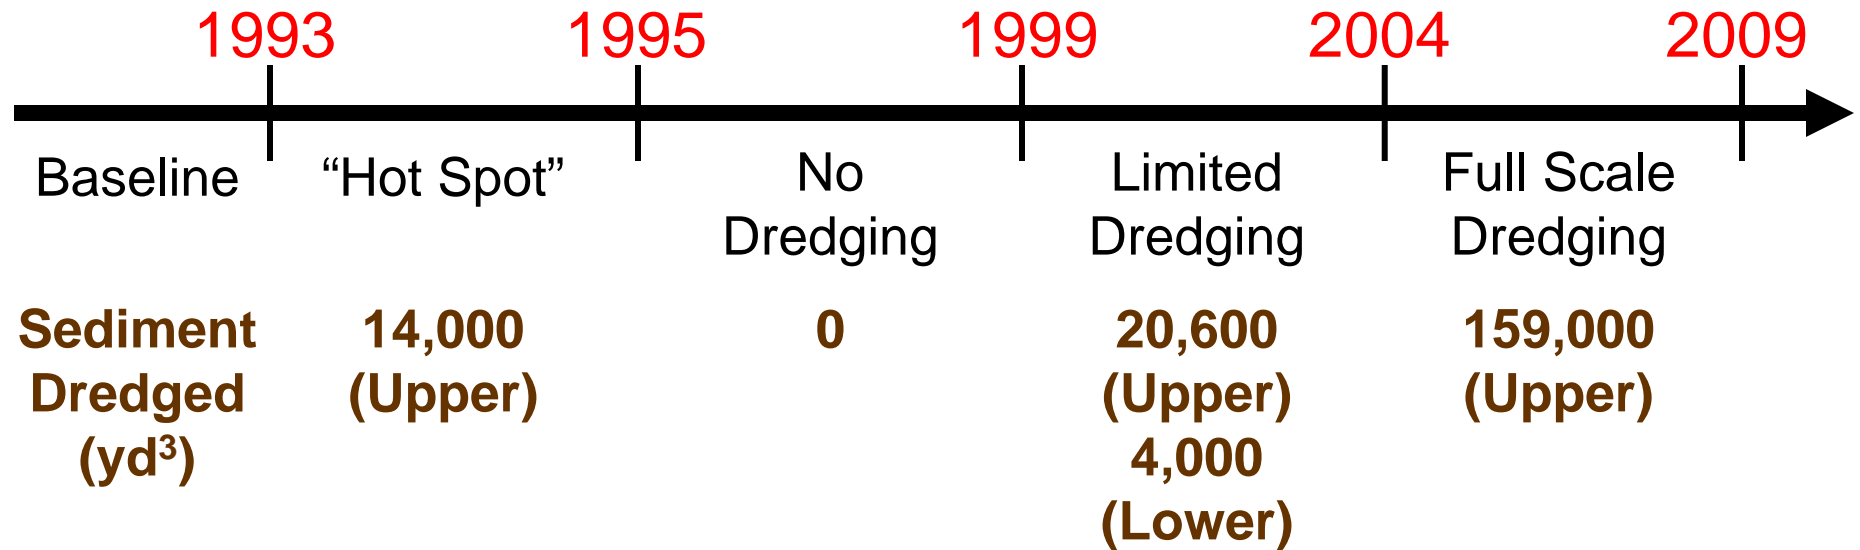 1993 1995 1999 2004 2009
Baseline “Hot Spot” No Limited Full Scale
Dredging Dredging Dredging
Sediment 14,000 0 20,600 159,000
Dredged (Upper) (Upper) (Upper)
(yd³) 4,000
(Lower)